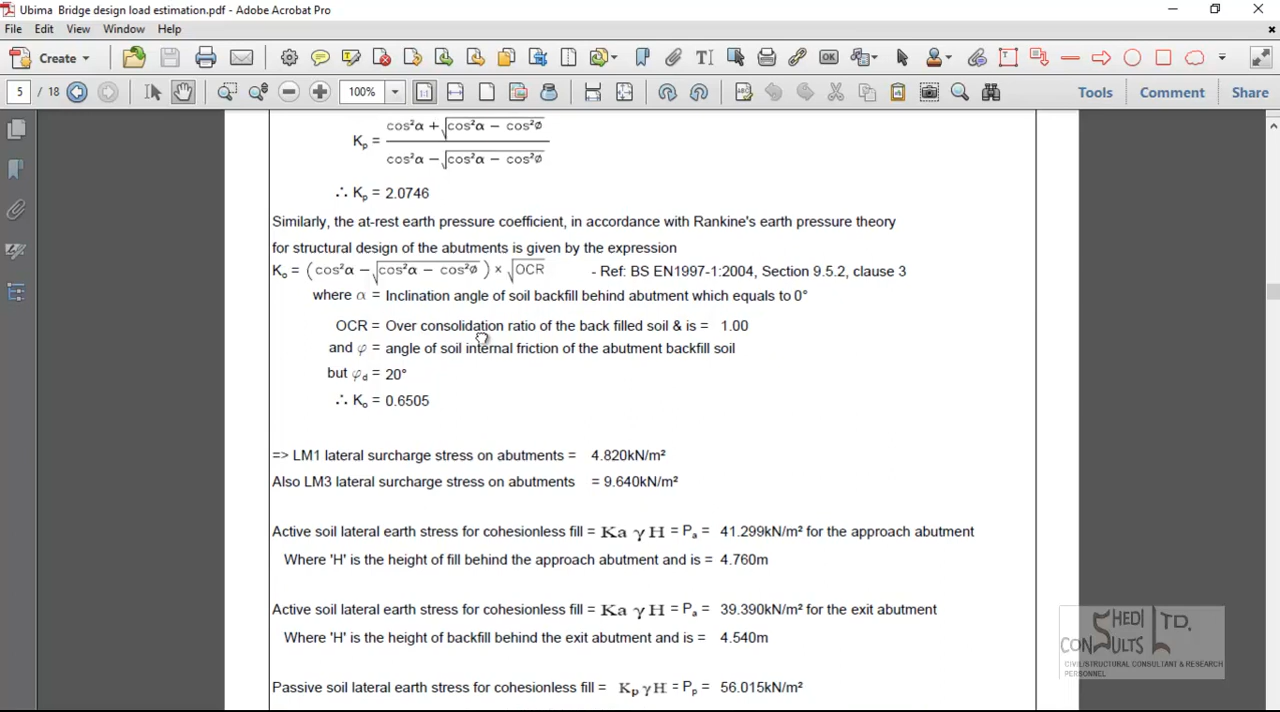 Ubima Bridge design load estimation.pdf - Adobe Acrobat Pro
File Edit View Window Help
Create
5 / 18 100% Tools Comment Share
Kp = cos²α + √cos²α − cos²ø
cos²α − √cos²α − cos²ø
∴ Kp = 2.0746
Similarly, the at-rest earth pressure coefficient, in accordance with Rankine's earth pressure theory
for structural design of the abutments is given by the expression
Ko = (cos²α − √cos²α − cos²ø) × √OCR - Ref: BS EN1997-1:2004, Section 9.5.2, clause 3
where α = Inclination angle of soil backfill behind abutment which equals to 0°
OCR = Over consolidation ratio of the back filled soil & is = 1.00
and φ = angle of soil internal friction of the abutment backfill soil
but φd = 20°
∴ Ko = 0.6505
=> LM1 lateral surcharge stress on abutments = 4.820kN/m²
Also LM3 lateral surcharge stress on abutments = 9.640kN/m²
Active soil lateral earth stress for cohesionless fill = Ka γ H = Pa = 41.299kN/m² for the approach abutment
Where 'H' is the height of fill behind the approach abutment and is = 4.760m
Active soil lateral earth stress for cohesionless fill = Ka γ H = Pa = 39.390kN/m² for the exit abutment
Where 'H' is the height of backfill behind the exit abutment and is = 4.540m
Passive soil lateral earth stress for cohesionless fill = Kp γ H = Pp = 56.015kN/m²
SHEDI LTD.
CONSULTS
CIVIL/STRUCTURAL CONSULTANT & RESEARCH
PERSONNEL